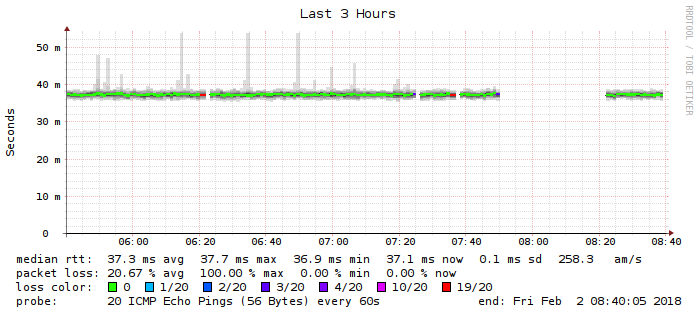 Last 3 Hours
RRDTOOL / TOBI OETIKER
Seconds
50 m
40 m
30 m
20 m
10 m
0
06:00 06:20 06:40 07:00 07:20 07:40 08:00 08:20 08:40
median rtt: 37.3 ms avg 37.7 ms max 36.9 ms min 37.1 ms now 0.1 ms sd 258.3 am/s
packet loss: 20.67 % avg 100.00 % max 0.00 % min 0.00 % now
loss color: 0 1/20 2/20 3/20 4/20 10/20 19/20
probe: 20 ICMP Echo Pings (56 Bytes) every 60s end: Fri Feb 2 08:40:05 2018